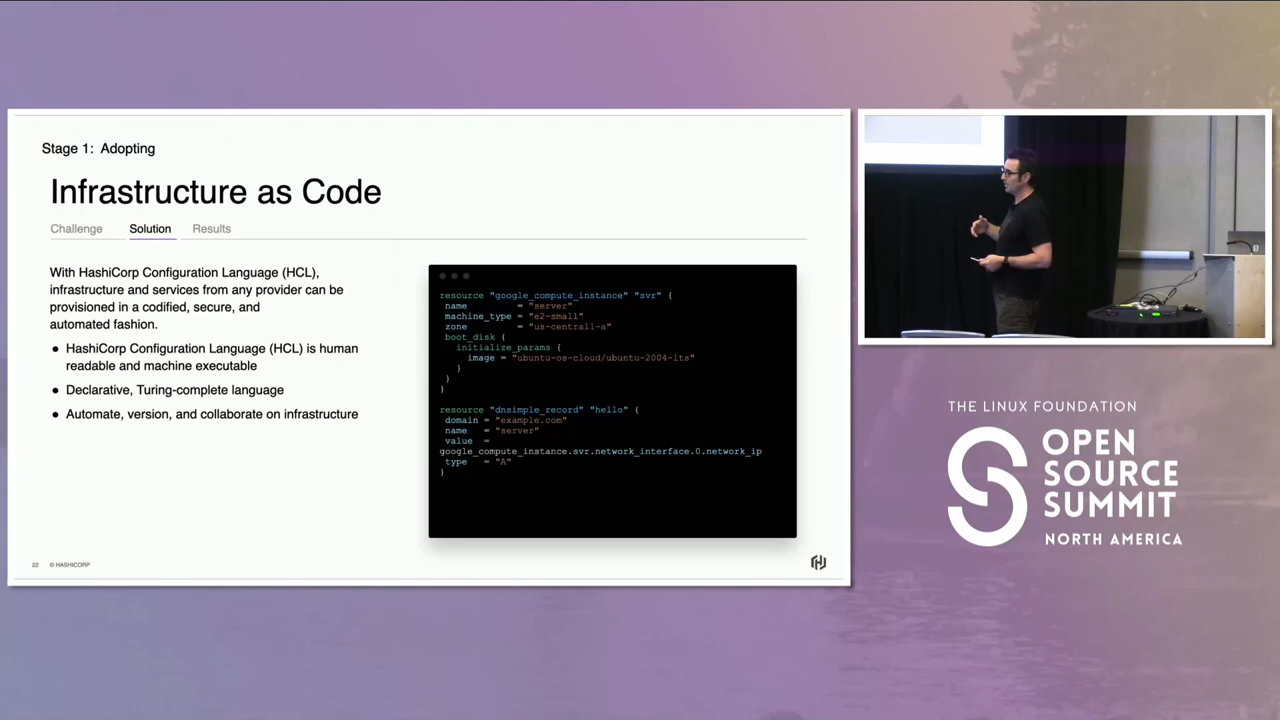 Stage 1: Adopting
Infrastructure as Code
Challenge Solution Results
With HashiCorp Configuration Language (HCL),
infrastructure and services from any provider can be
provisioned in a codified, secure, and
automated fashion.
● HashiCorp Configuration Language (HCL) is human
readable and machine executable
● Declarative, Turing-complete language
● Automate, version, and collaborate on infrastructure
resource "google_compute_instance" "svr" {
name = "server"
machine_type = "e2-small"
zone = "us-central1-a"
boot_disk {
initialize_params {
image = "ubuntu-os-cloud/ubuntu-2004-lts"
}
}
}
resource "dnsimple_record" "hello" {
domain = "example.com"
name = "server"
value =
google_compute_instance.svr.network_interface.0.network_ip
type = "A"
}
22 © HASHICORP
THE LINUX FOUNDATION
OPEN
SOURCE
SUMMIT
NORTH AMERICA